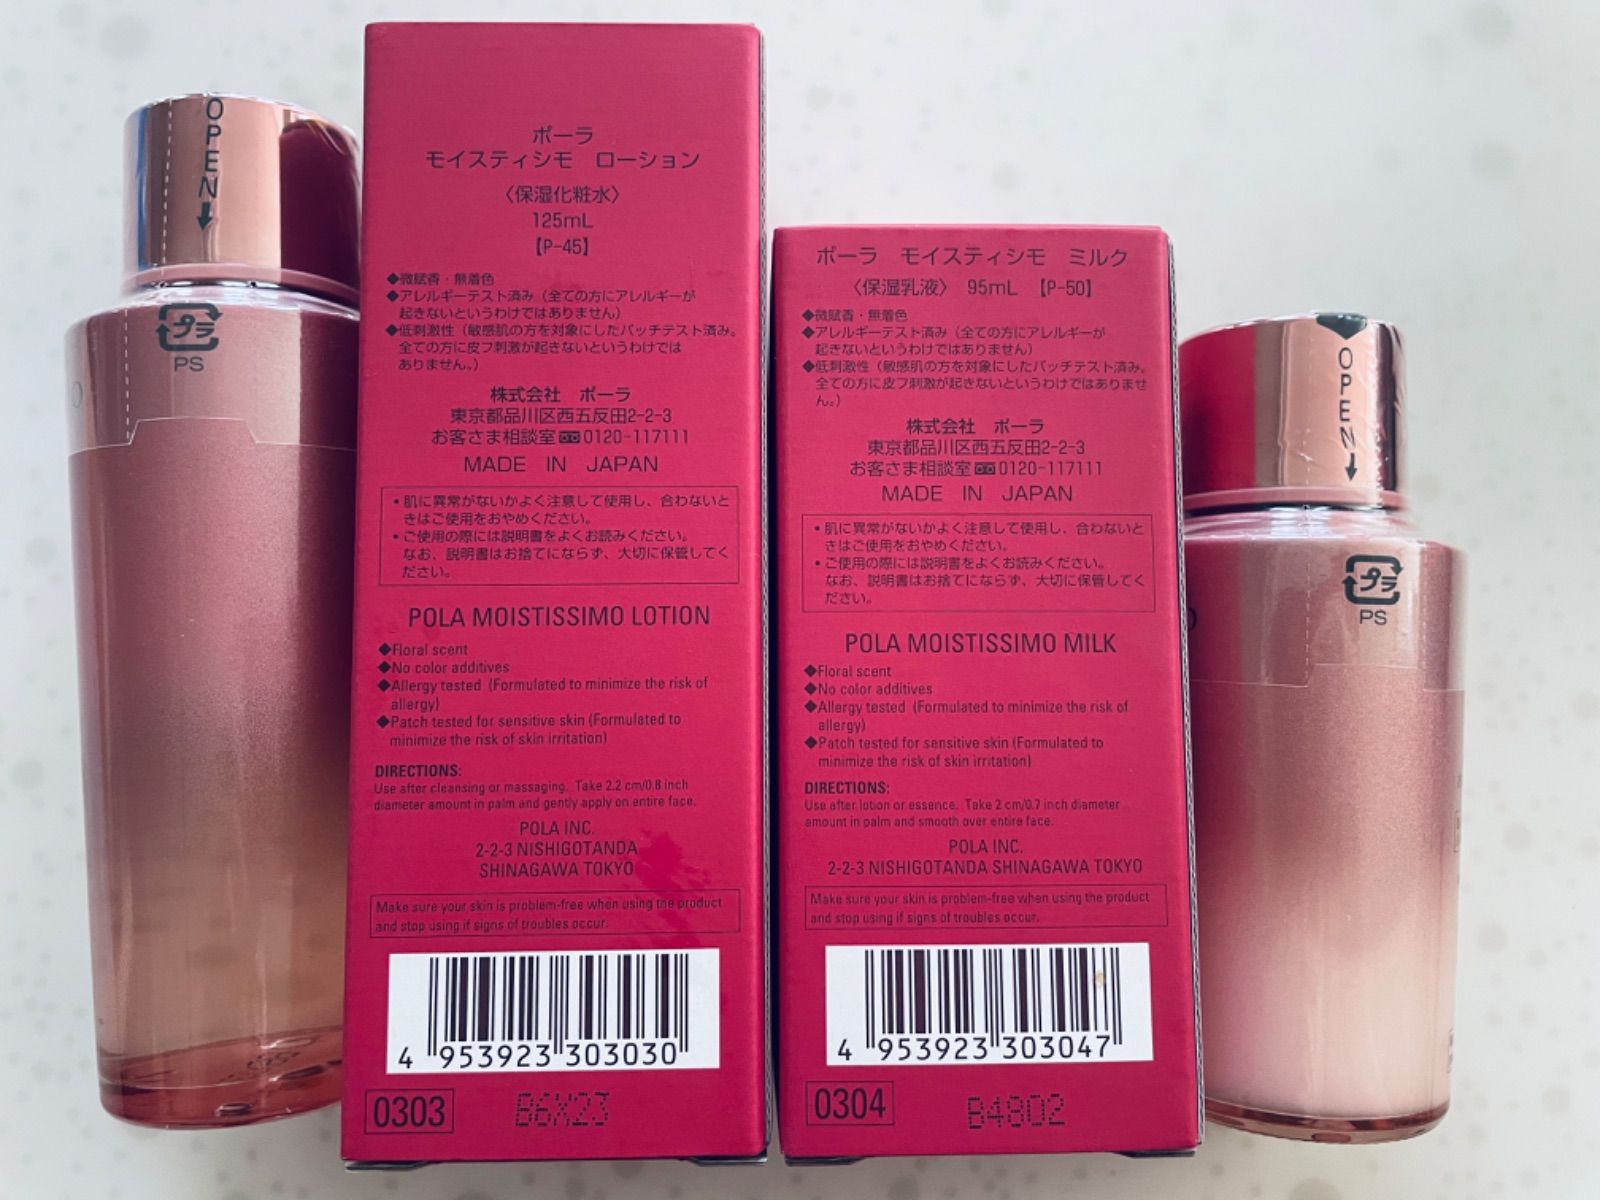 OPEN
プラ
PS
ポーラ
モイスティシモ ローション
〈保湿化粧水〉
125mL
【P-45】
◆微賦香・無着色
◆アレルギーテスト済み（全ての方にアレルギーが
起きないというわけではありません）
◆低刺激性（敏感肌の方を対象にしたパッチテスト済み。
全ての方に皮フ刺激が起きないというわけでは
ありません。）
株式会社 ポーラ
東京都品川区西五反田2-2-3
お客さま相談室 0120-117111
MADE IN JAPAN
・肌に異常がないかよく注意して使用し、合わないと
きはご使用をおやめください。
・ご使用の際には説明書をよくお読みください。
なお、説明書はお捨てにならず、大切に保管してく
ださい。
POLA MOISTISSIMO LOTION
◆Floral scent
◆No color additives
◆Allergy tested (Formulated to minimize the risk of
allergy)
◆Patch tested for sensitive skin (Formulated to
minimize the risk of skin irritation)
DIRECTIONS:
Use after cleansing or massaging. Take 2.2 cm/0.8 inch
diameter amount in palm and gently apply on entire face.
POLA INC.
2-2-3 NISHIGOTANDA
SHINAGAWA TOKYO
Make sure your skin is problem-free when using the product
and stop using if signs of troubles occur.
4 953923 303030
0303
B6X23
ポーラ モイスティシモ ミルク
〈保湿乳液〉 95mL 【P-50】
◆微賦香・無着色
◆アレルギーテスト済み（全ての方にアレルギーが
起きないというわけではありません）
◆低刺激性（敏感肌の方を対象にしたパッチテスト済み。
全ての方に皮フ刺激が起きないというわけではありませ
ん。）
株式会社 ポーラ
東京都品川区西五反田2-2-3
お客さま相談室 0120-117111
MADE IN JAPAN
・肌に異常がないかよく注意して使用し、合わないと
きはご使用をおやめください。
・ご使用の際には説明書をよくお読みください。
なお、説明書はお捨てにならず、大切に保管してく
ださい。
POLA MOISTISSIMO MILK
◆Floral scent
◆No color additives
◆Allergy tested (Formulated to minimize the risk of
allergy)
◆Patch tested for sensitive skin (Formulated to
minimize the risk of skin irritation)
DIRECTIONS:
Use after lotion or essence. Take 2 cm/0.7 inch diameter
amount in palm and smooth over entire face.
POLA INC.
2-2-3 NISHIGOTANDA SHINAGAWA TOKYO
Make sure your skin is problem-free when using the product
and stop using if signs of troubles occur.
4 953923 303047
0304
B4802
OPEN
プラ
PS